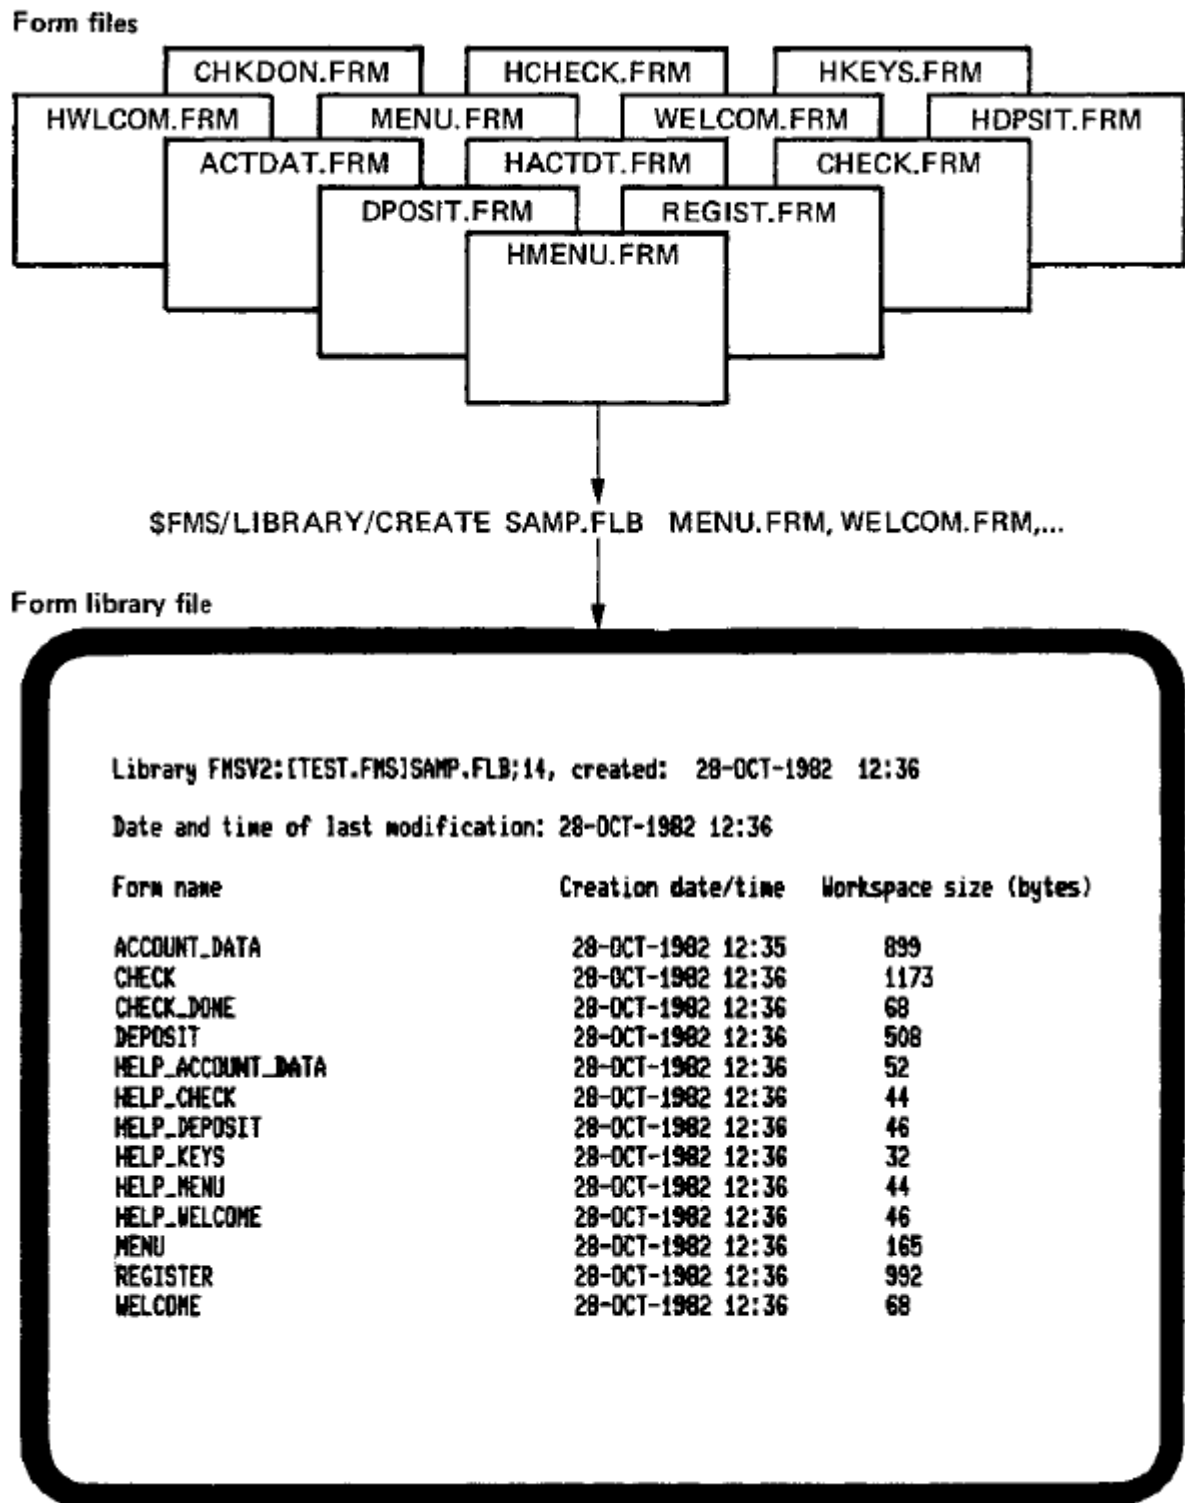 Form files
CHKDON.FRM HCHECK.FRM HKEYS.FRM
HWLCOM.FRM MENU.FRM WELCOM.FRM HDPSIT.FRM
ACTDAT.FRM HACTDT.FRM CHECK.FRM
DPOSIT.FRM REGIST.FRM
HMENU.FRM
$FMS/LIBRARY/CREATE SAMP.FLB MENU.FRM, WELCOM.FRM,...
Form library file
Library FMSV2:[TEST.FMS]SAMP.FLB;14, created: 28-OCT-1982 12:36
Date and time of last modification: 28-OCT-1982 12:36
Form name Creation date/time Workspace size (bytes)
ACCOUNT_DATA 28-OCT-1982 12:35 899
CHECK 28-OCT-1982 12:36 1173
CHECK_DONE 28-OCT-1982 12:36 68
DEPOSIT 28-OCT-1982 12:36 508
HELP_ACCOUNT_DATA 28-OCT-1982 12:36 52
HELP_CHECK 28-OCT-1982 12:36 44
HELP_DEPOSIT 28-OCT-1982 12:36 46
HELP_KEYS 28-OCT-1982 12:36 32
HELP_MENU 28-OCT-1982 12:36 44
HELP_WELCOME 28-OCT-1982 12:36 46
MENU 28-OCT-1982 12:36 165
REGISTER 28-OCT-1982 12:36 992
WELCOME 28-OCT-1982 12:36 68